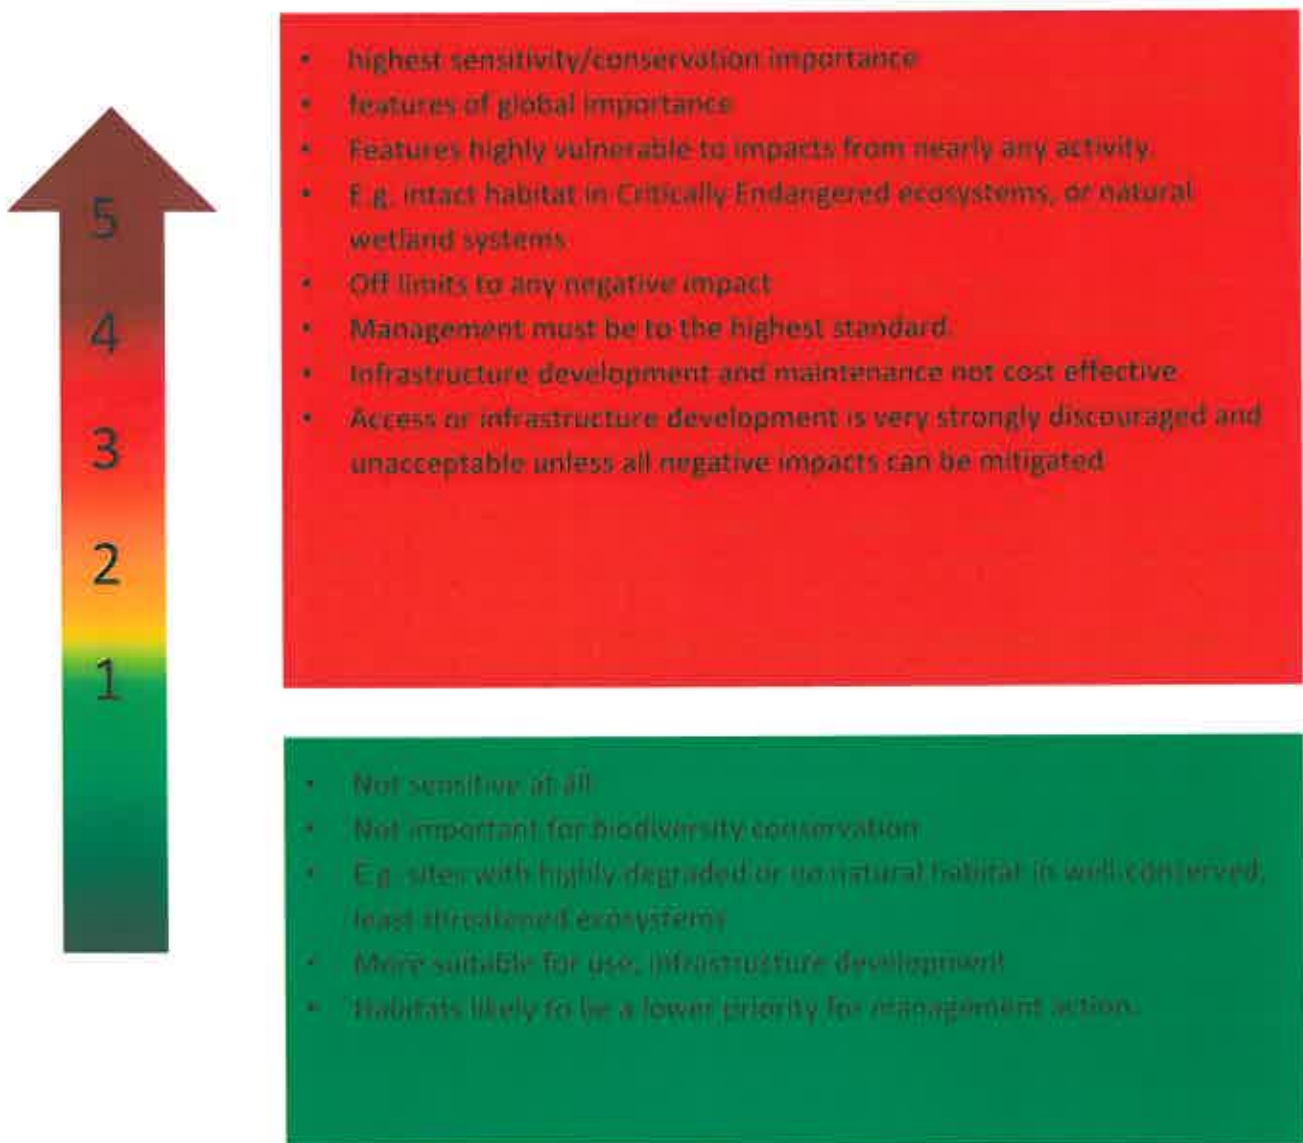 5
4
3
2
1
• highest sensitivity/conservation importance
• features of global importance
• Features highly vulnerable to impacts from nearly any activity.
• E.g. intact habitat in Critically Endangered ecosystems, or natural
wetland systems
• Off limits to any negative impact
• Management must be to the highest standard.
• Infrastructure development and maintenance not cost effective
• Access or infrastructure development is very strongly discouraged and
unacceptable unless all negative impacts can be mitigated
• Not sensitive at all
• Not important for biodiversity conservation
• E.g. sites with highly degraded or no natural habitat in well-conserved,
least threatened ecosystems
• More suitable for use, infrastructure development
• Habitats likely to be a lower priority for management action.